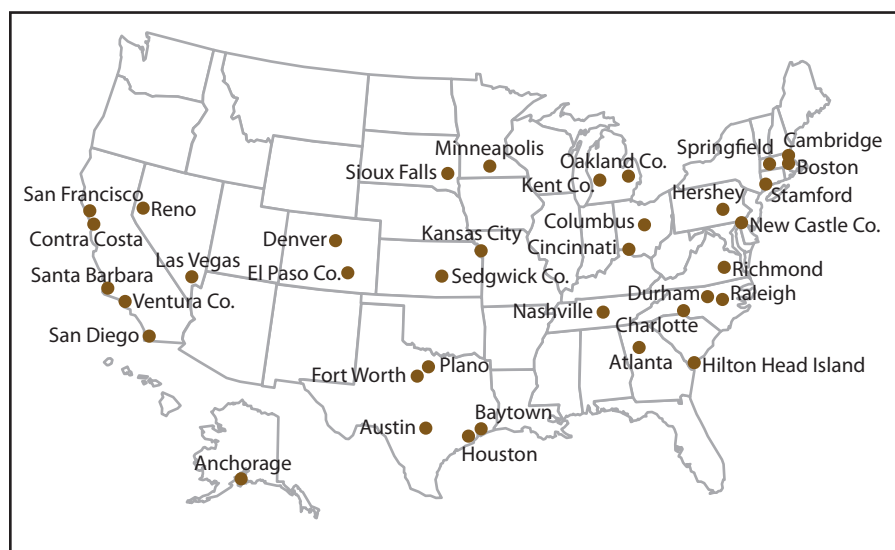 Minneapolis
Springfield
Cambridge
Oakland Co.
Boston
Sioux Falls
Kent Co.
Stamford
San Francisco
Reno
Hershey
Columbus
New Castle Co.
Contra Costa
Denver
Kansas City
Cincinnati
Las Vegas
El Paso Co.
Sedgwick Co.
Richmond
Santa Barbara
Ventura Co.
Durham
Raleigh
Nashville
Charlotte
San Diego
Atlanta
Hilton Head Island
Plano
Fort Worth
Baytown
Austin
Houston
Anchorage